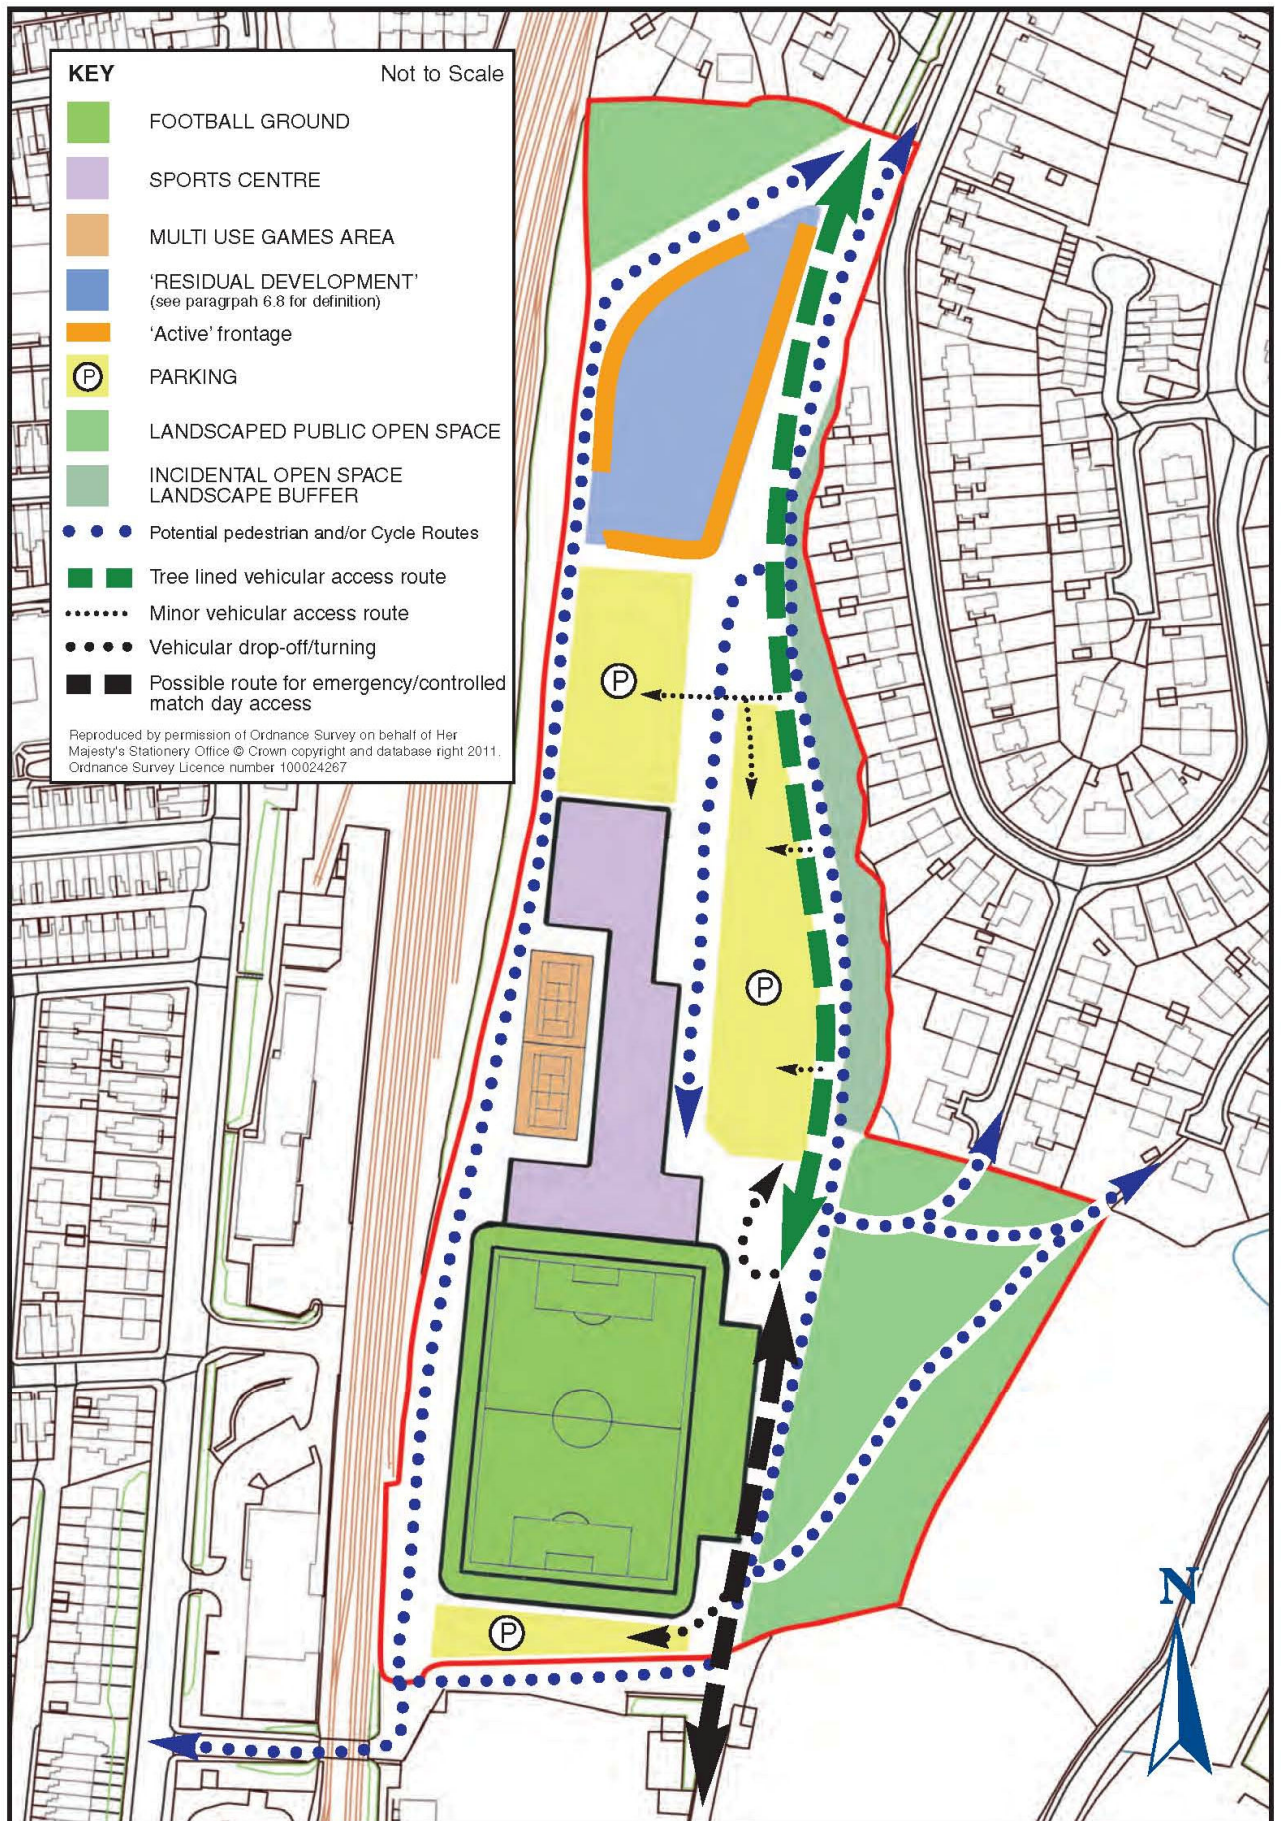 KEY
Not to Scale
FOOTBALL GROUND
SPORTS CENTRE
MULTI USE GAMES AREA
‘RESIDUAL DEVELOPMENT’
(see paragrpah 6.8 for definition)
‘Active’ frontage
P
PARKING
LANDSCAPED PUBLIC OPEN SPACE
INCIDENTAL OPEN SPACE
LANDSCAPE BUFFER
Potential pedestrian and/or Cycle Routes
Tree lined vehicular access route
Minor vehicular access route
Vehicular drop-off/turning
Possible route for emergency/controlled
match day access
Reproduced by permission of Ordnance Survey on behalf of Her
Majesty's Stationery Office © Crown copyright and database right 2011.
Ordnance Survey Licence number 100024267
P
P
P
N